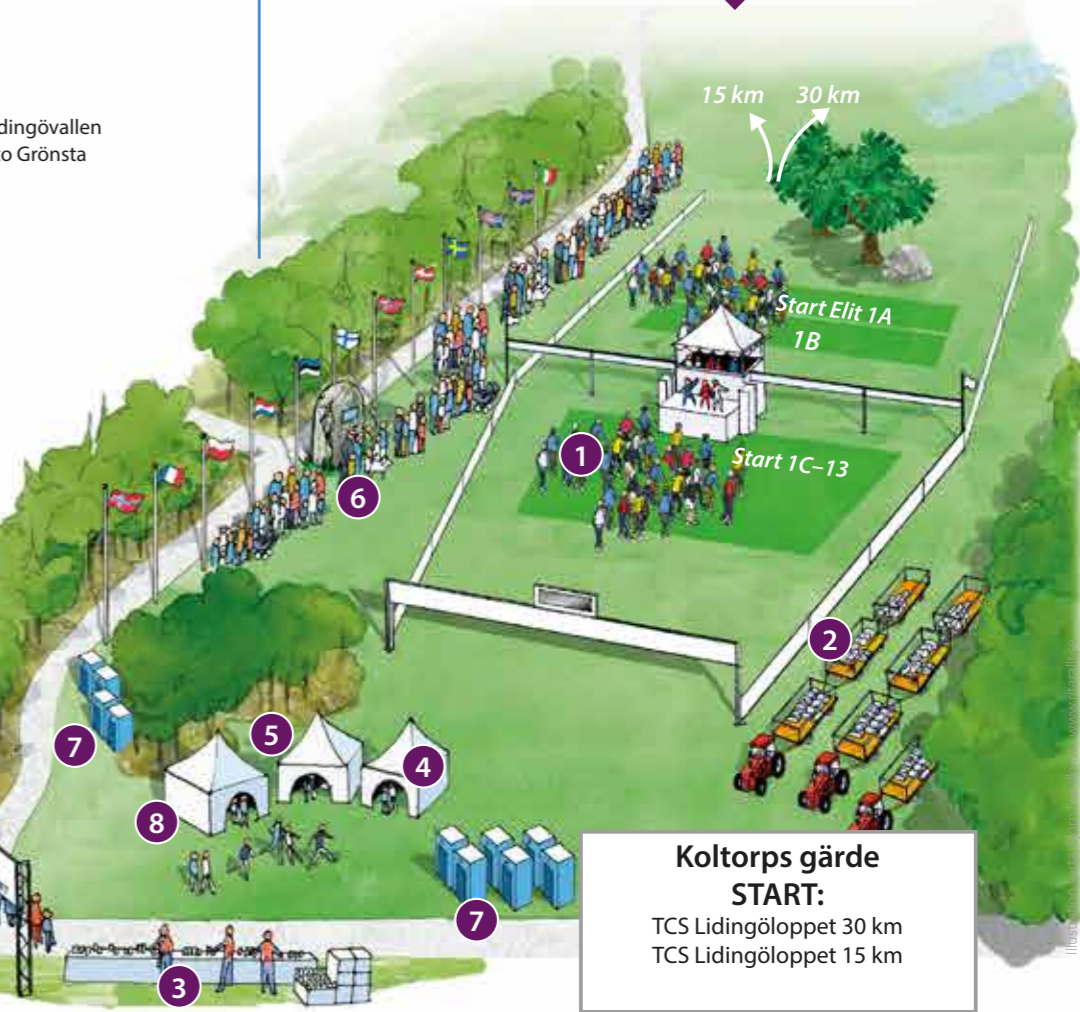 dingövallen
to Grönsta
15 km 30 km
Start Elit 1A
1B
1
Start 1C–13
6
2
7
5
4
8
7
3
Koltorps gärde
START:
TCS Lidingöloppet 30 km
TCS Lidingöloppet 15 km